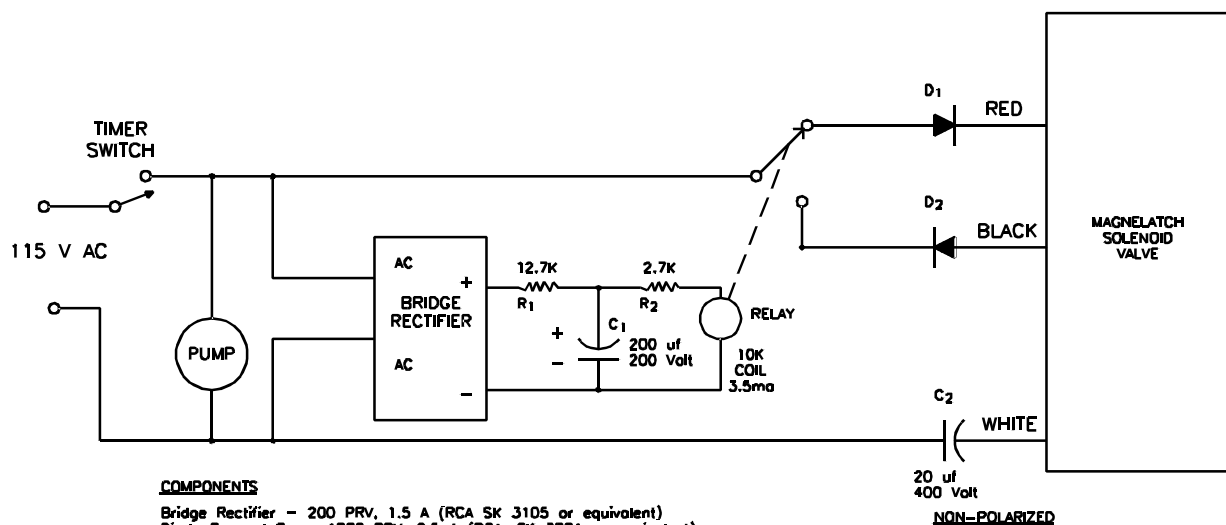 TIMER
SWITCH
115 V AC
PUMP
AC
BRIDGE
RECTIFIER
AC
+
−
12.7K
R1
2.7K
R2
+
−
C1
200 uf
200 Volt
RELAY
10K
COIL
3.5ma
D1
RED
D2
BLACK
MAGNELATCH
SOLENOID
VALVE
C2
WHITE
20 uf
400 Volt
NON-POLARIZED
COMPONENTS
Bridge Rectifier - 200 PRV, 1.5 A (RCA SK 3105 or equivalent)